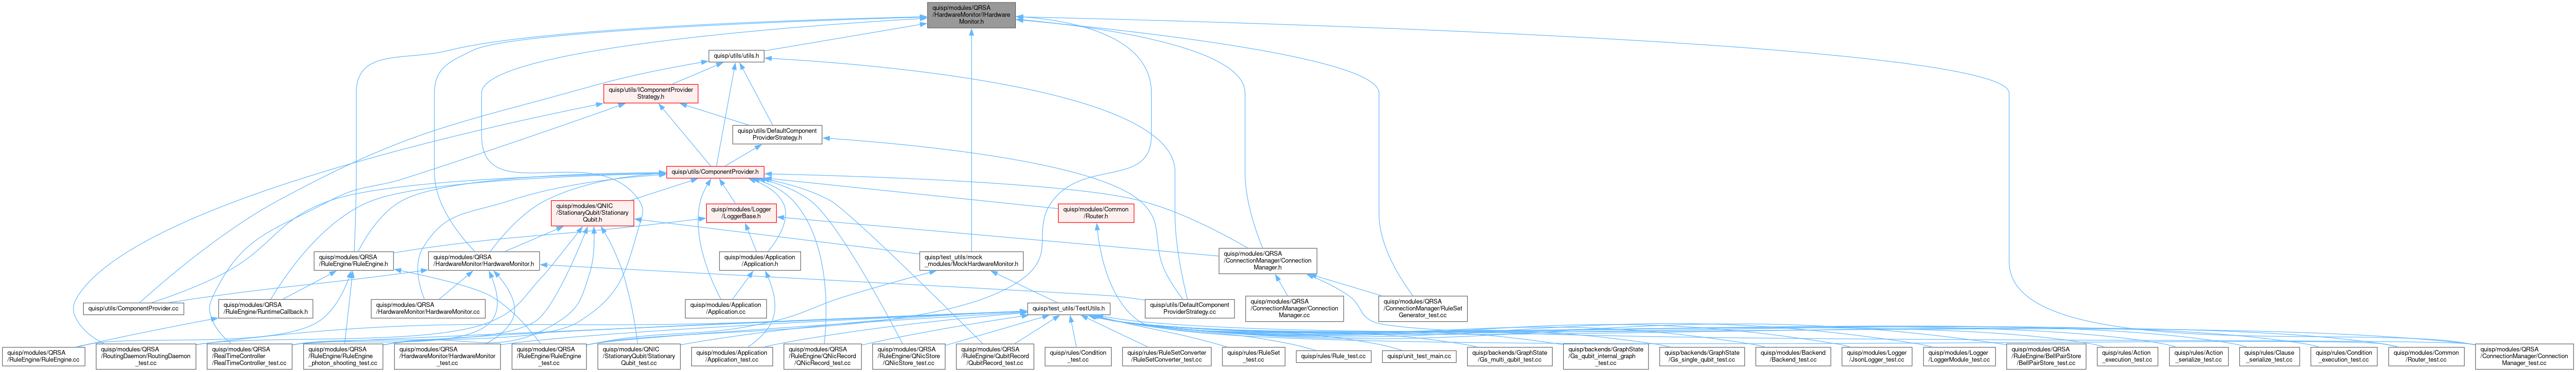 quisp/modules/QRSA
/HardwareMonitor/IHardware
Monitor.h
quisp/utils/utils.h
quisp/utils/IComponentProvider
Strategy.h
quisp/utils/DefaultComponent
ProviderStrategy.h
quisp/utils/ComponentProvider.h
quisp/modules/QNIC
/StationaryQubit/Stationary
Qubit.h
quisp/modules/Logger
/LoggerBase.h
quisp/modules/Common
/Router.h
quisp/modules/QRSA
/RuleEngine/RuleEngine.h
quisp/modules/QRSA
/HardwareMonitor/HardwareMonitor.h
quisp/modules/Application
/Application.h
quisp/test_utils/mock
_modules/MockHardwareMonitor.h
quisp/modules/QRSA
/ConnectionManager/Connection
Manager.h
quisp/utils/ComponentProvider.cc
quisp/modules/QRSA
/RuleEngine/RuntimeCallback.h
quisp/modules/QRSA
/HardwareMonitor/HardwareMonitor.cc
quisp/modules/Application
/Application.cc
quisp/test_utils/TestUtils.h
quisp/utils/DefaultComponent
ProviderStrategy.cc
quisp/modules/QRSA
/ConnectionManager/Connection
Manager.cc
quisp/modules/QRSA
/ConnectionManager/RuleSet
Generator_test.cc
quisp/modules/QRSA
/RuleEngine/RuleEngine.cc
quisp/modules/QRSA
/RoutingDaemon/RoutingDaemon
_test.cc
quisp/modules/QRSA
/RealTimeController
/RealTimeController_test.cc
quisp/modules/QRSA
/RuleEngine/RuleEngine
_photon_shooting_test.cc
quisp/modules/QRSA
/HardwareMonitor/HardwareMonitor
_test.cc
quisp/modules/QRSA
/RuleEngine/RuleEngine
_test.cc
quisp/modules/QNIC
/StationaryQubit/Stationary
Qubit_test.cc
quisp/modules/Application
/Application_test.cc
quisp/modules/QRSA
/RuleEngine/QNicRecord
/QNicRecord_test.cc
quisp/modules/QRSA
/RuleEngine/QNicStore
/QNicStore_test.cc
quisp/modules/QRSA
/RuleEngine/QubitRecord
/QubitRecord_test.cc
quisp/rules/Condition
_test.cc
quisp/rules/RuleSetConverter
/RuleSetConverter_test.cc
quisp/rules/RuleSet
_test.cc
quisp/rules/Rule_test.cc
quisp/unit_test_main.cc
quisp/backends/GraphState
/Gs_multi_qubit_test.cc
quisp/backends/GraphState
/Gs_qubit_internal_graph
_test.cc
quisp/backends/GraphState
/Gs_single_qubit_test.cc
quisp/modules/Backend
/Backend_test.cc
quisp/modules/Logger
/JsonLogger_test.cc
quisp/modules/Logger
/LoggerModule_test.cc
quisp/modules/QRSA
/RuleEngine/BellPairStore
/BellPairStore_test.cc
quisp/rules/Action
_execution_test.cc
quisp/rules/Action
_serialize_test.cc
quisp/rules/Clause
_serialize_test.cc
quisp/rules/Condition
_execution_test.cc
quisp/modules/Common
/Router_test.cc
quisp/modules/QRSA
/ConnectionManager/Connection
Manager_test.cc